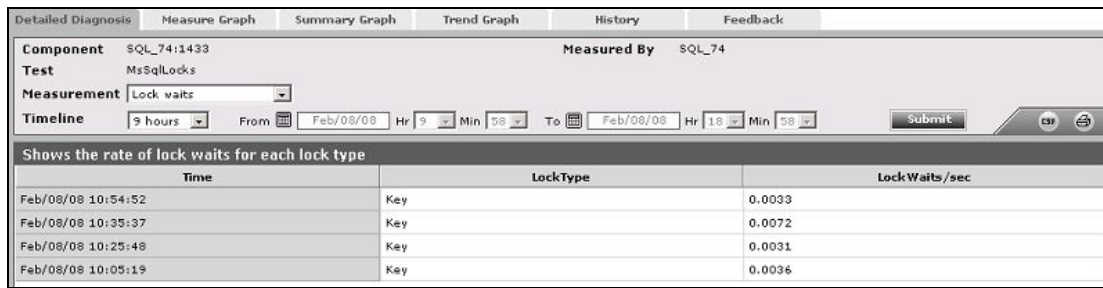 Detailed Diagnosis Measure Graph Summary Graph Trend Graph History Feedback
Component SQL_74:1433 Measured By SQL_74
Test MsSqlLocks
Measurement Lock waits
Timeline 9 hours From Feb/08/08 Hr 9 Min 58 To Feb/08/08 Hr 18 Min 58 Submit CSV
Shows the rate of lock waits for each lock type
Time LockType LockWaits/sec
Feb/08/08 10:54:52 Key 0.0033
Feb/08/08 10:35:37 Key 0.0072
Feb/08/08 10:25:48 Key 0.0031
Feb/08/08 10:05:19 Key 0.0036